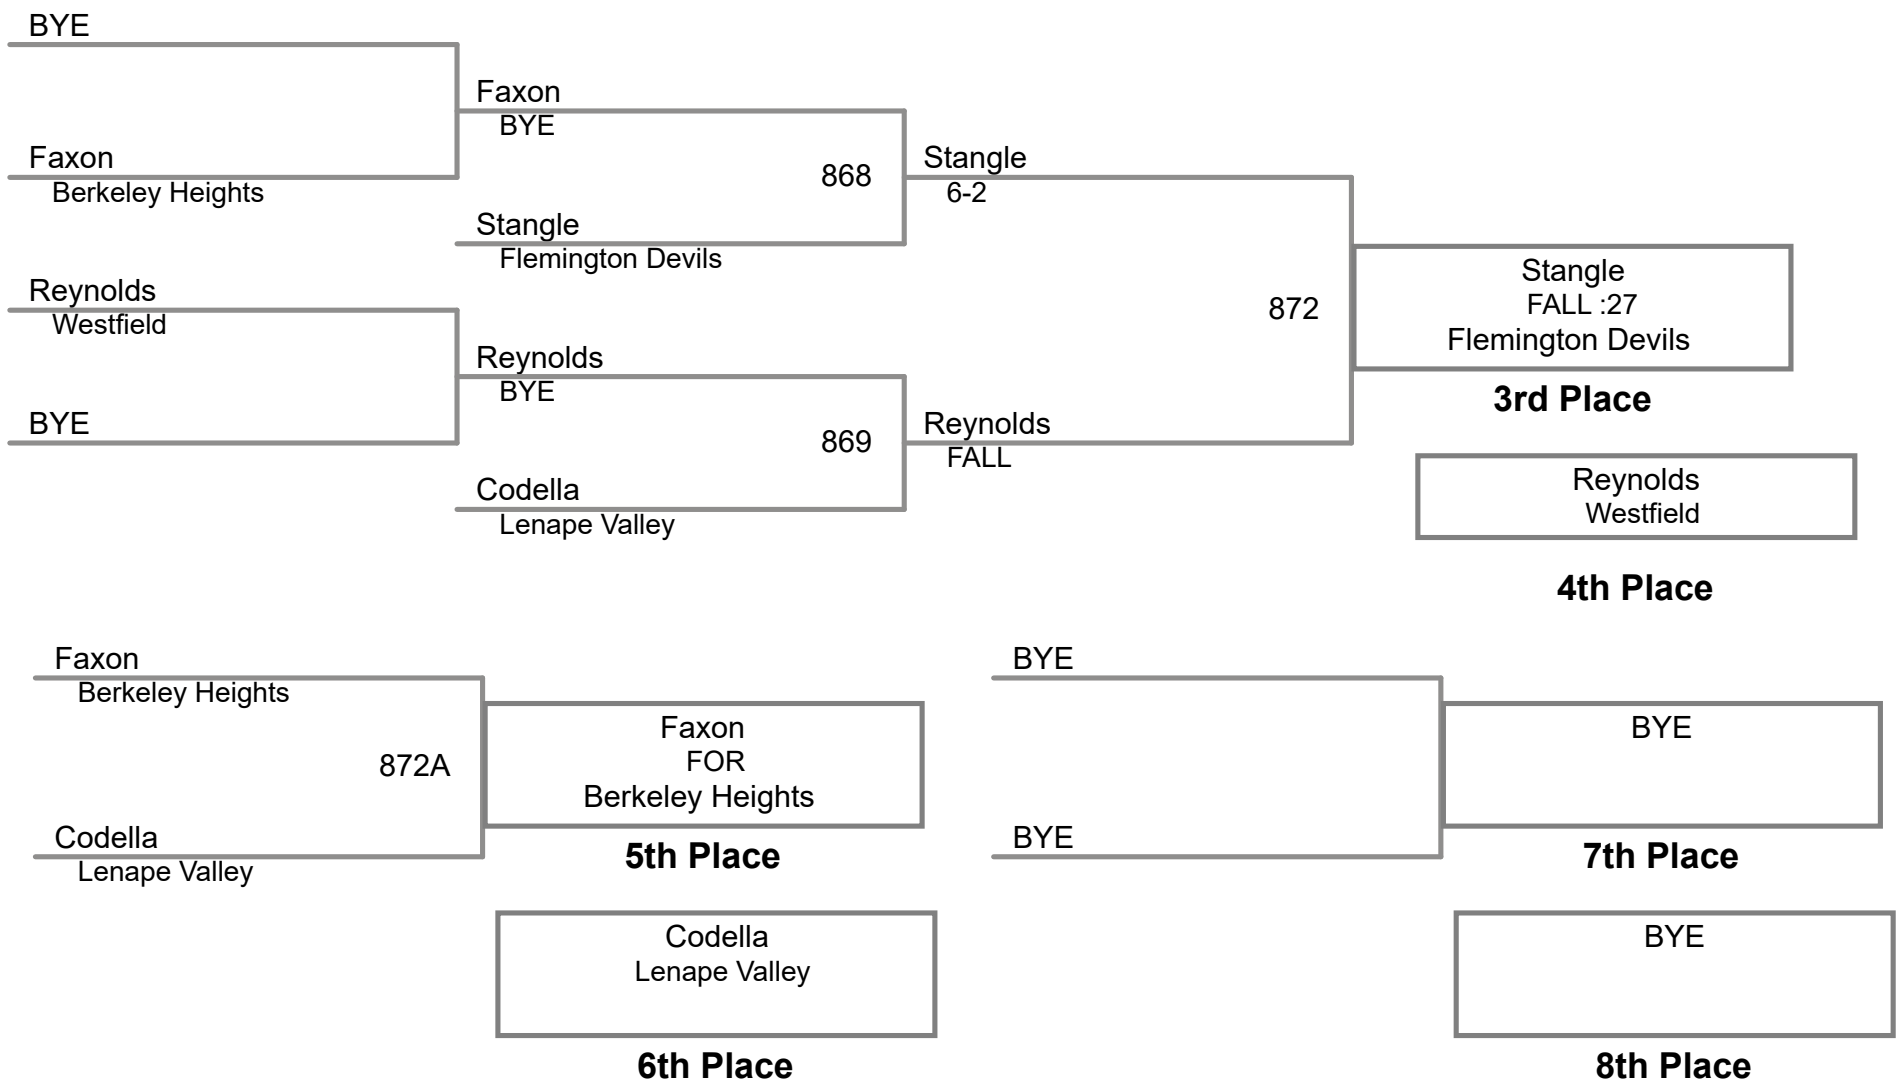 BYE
Faxon
BYE
Faxon
Berkeley Heights
868
Stangle
6-2
Stangle
Flemington Devils
Reynolds
Westfield
872
Stangle
FALL :27
Flemington Devils
3rd Place
Reynolds
BYE
BYE
869
Reynolds
FALL
Codella
Lenape Valley
Reynolds
Westfield
4th Place
Faxon
Berkeley Heights
872A
Codella
Lenape Valley
Faxon
FOR
Berkeley Heights
5th Place
Codella
Lenape Valley
6th Place
BYE
BYE
BYE
7th Place
BYE
8th Place